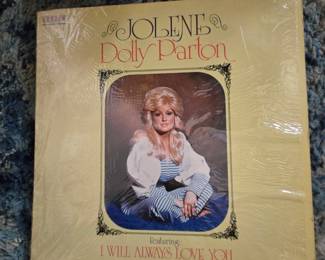 JOLENE
Dolly Parton
featuring
I WILL ALWAYS LOVE YOU